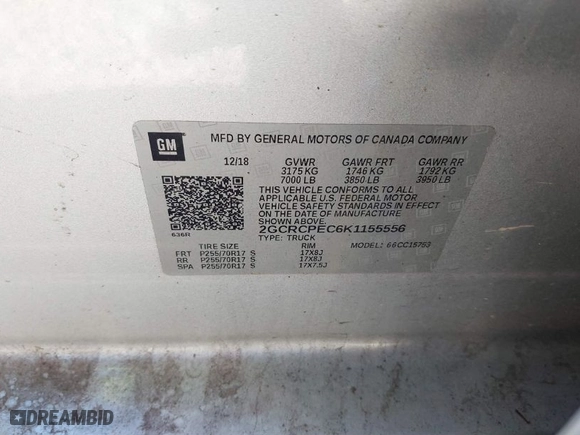 GM
MFD BY GENERAL MOTORS OF CANADA COMPANY
12/18 GVWR GAWR FRT GAWR RR
3175 KG 1746 KG 1792 KG
7000 LB 3850 LB 3950 LB
THIS VEHICLE CONFORMS TO ALL
APPLICABLE U.S. FEDERAL MOTOR
VEHICLE SAFETY STANDARDS IN EFFECT
ON THE DATE OF MANUFACTURE SHOWN ABOVE.
636R 2GCRCPEC6K1155556
TYPE: TRUCK
TIRE SIZE RIM MODEL: 66CC15753
FRT P255/70R17 S 17X8J
RR P255/70R17 S 17X8J
SPA P255/70R17 S 17X7.5J
DREAMBID